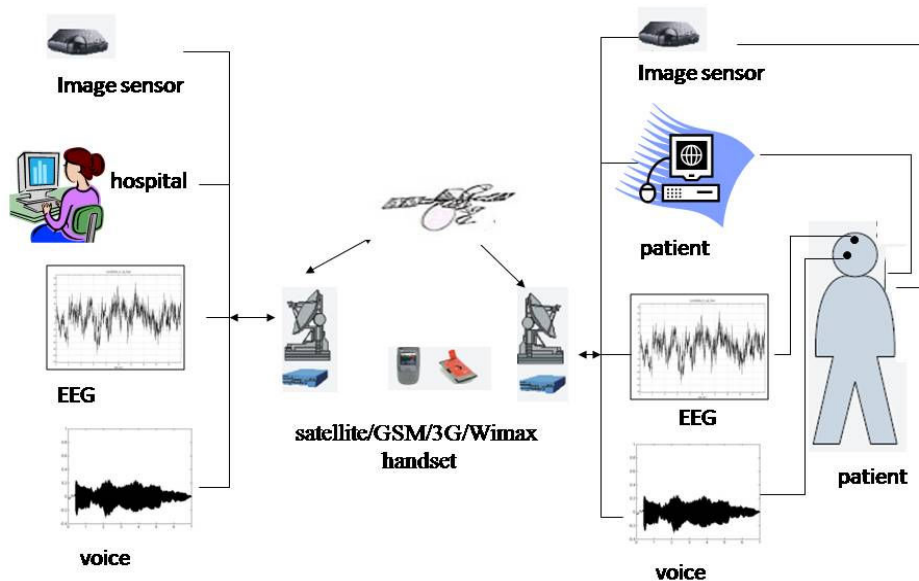 Image sensor
hospital
EEG
voice
satellite/GSM/3G/Wimax
handset
Image sensor
patient
EEG
voice
patient